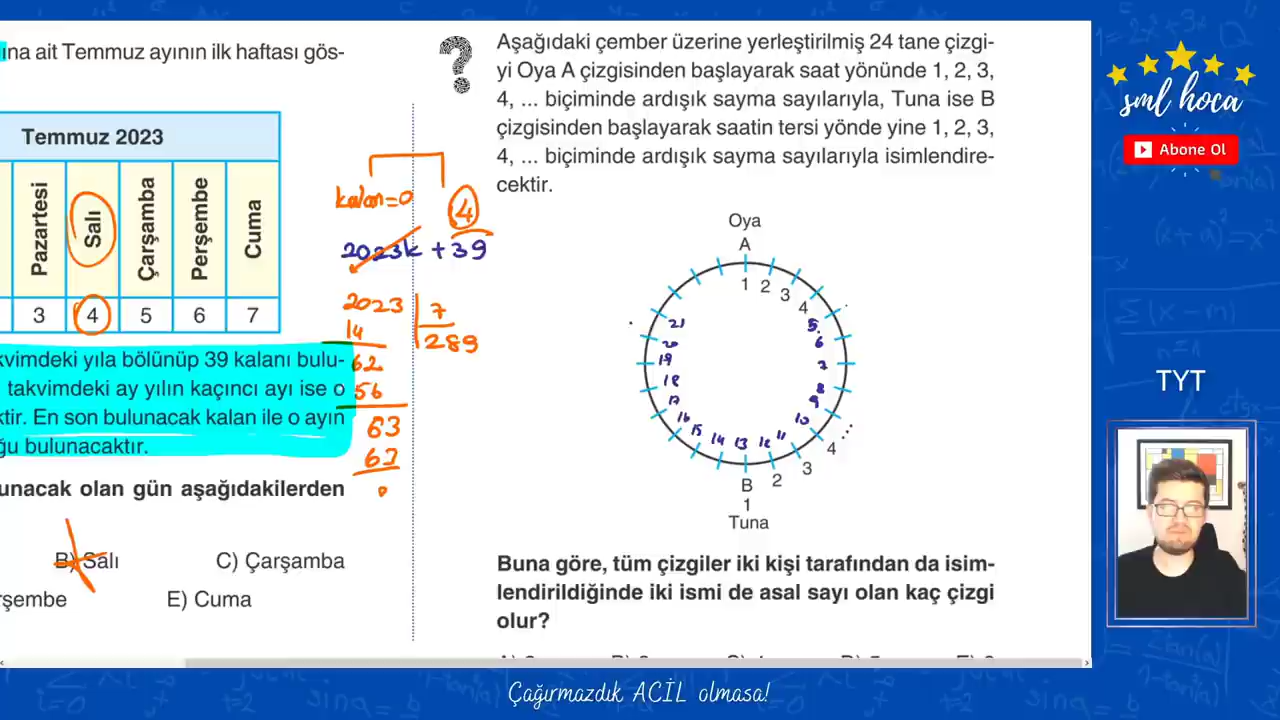 ına ait Temmuz ayının ilk haftası gös-
Temmuz 2023
Pazartesi Salı Çarşamba Perşembe Cuma
3 4 5 6 7
kvimdeki yıla bölünüp 39 kalanı bulu-
takvimdeki ay yılın kaçıncı ayı ise o
ktir. En son bulunacak kalan ile o ayın
ğu bulunacaktır.
unacak olan gün aşağıdakilerden
B) Salı C) Çarşamba
rşembe E) Cuma
kalan=0 4
2023k + 39
2023 7
14 289
62
56
63
63
0
?
Aşağıdaki çember üzerine yerleştirilmiş 24 tane çizgi-
yi Oya A çizgisinden başlayarak saat yönünde 1, 2, 3,
4, ... biçiminde ardışık sayma sayılarıyla, Tuna ise B
çizgisinden başlayarak saatin tersi yönde yine 1, 2, 3,
4, ... biçiminde ardışık sayma sayılarıyla isimlendire-
cektir.
Oya
A
1 2 3 4 5 6 7 8 9 10 11 12 13 14 15 16 17 18 19 20 21
B
1 2 3 4 ...
Tuna
Buna göre, tüm çizgiler iki kişi tarafından da isim-
lendirildiğinde iki ismi de asal sayı olan kaç çizgi
olur?
sml hoca
Abone Ol
TYT
Çağırmazdık ACİL olmasa!